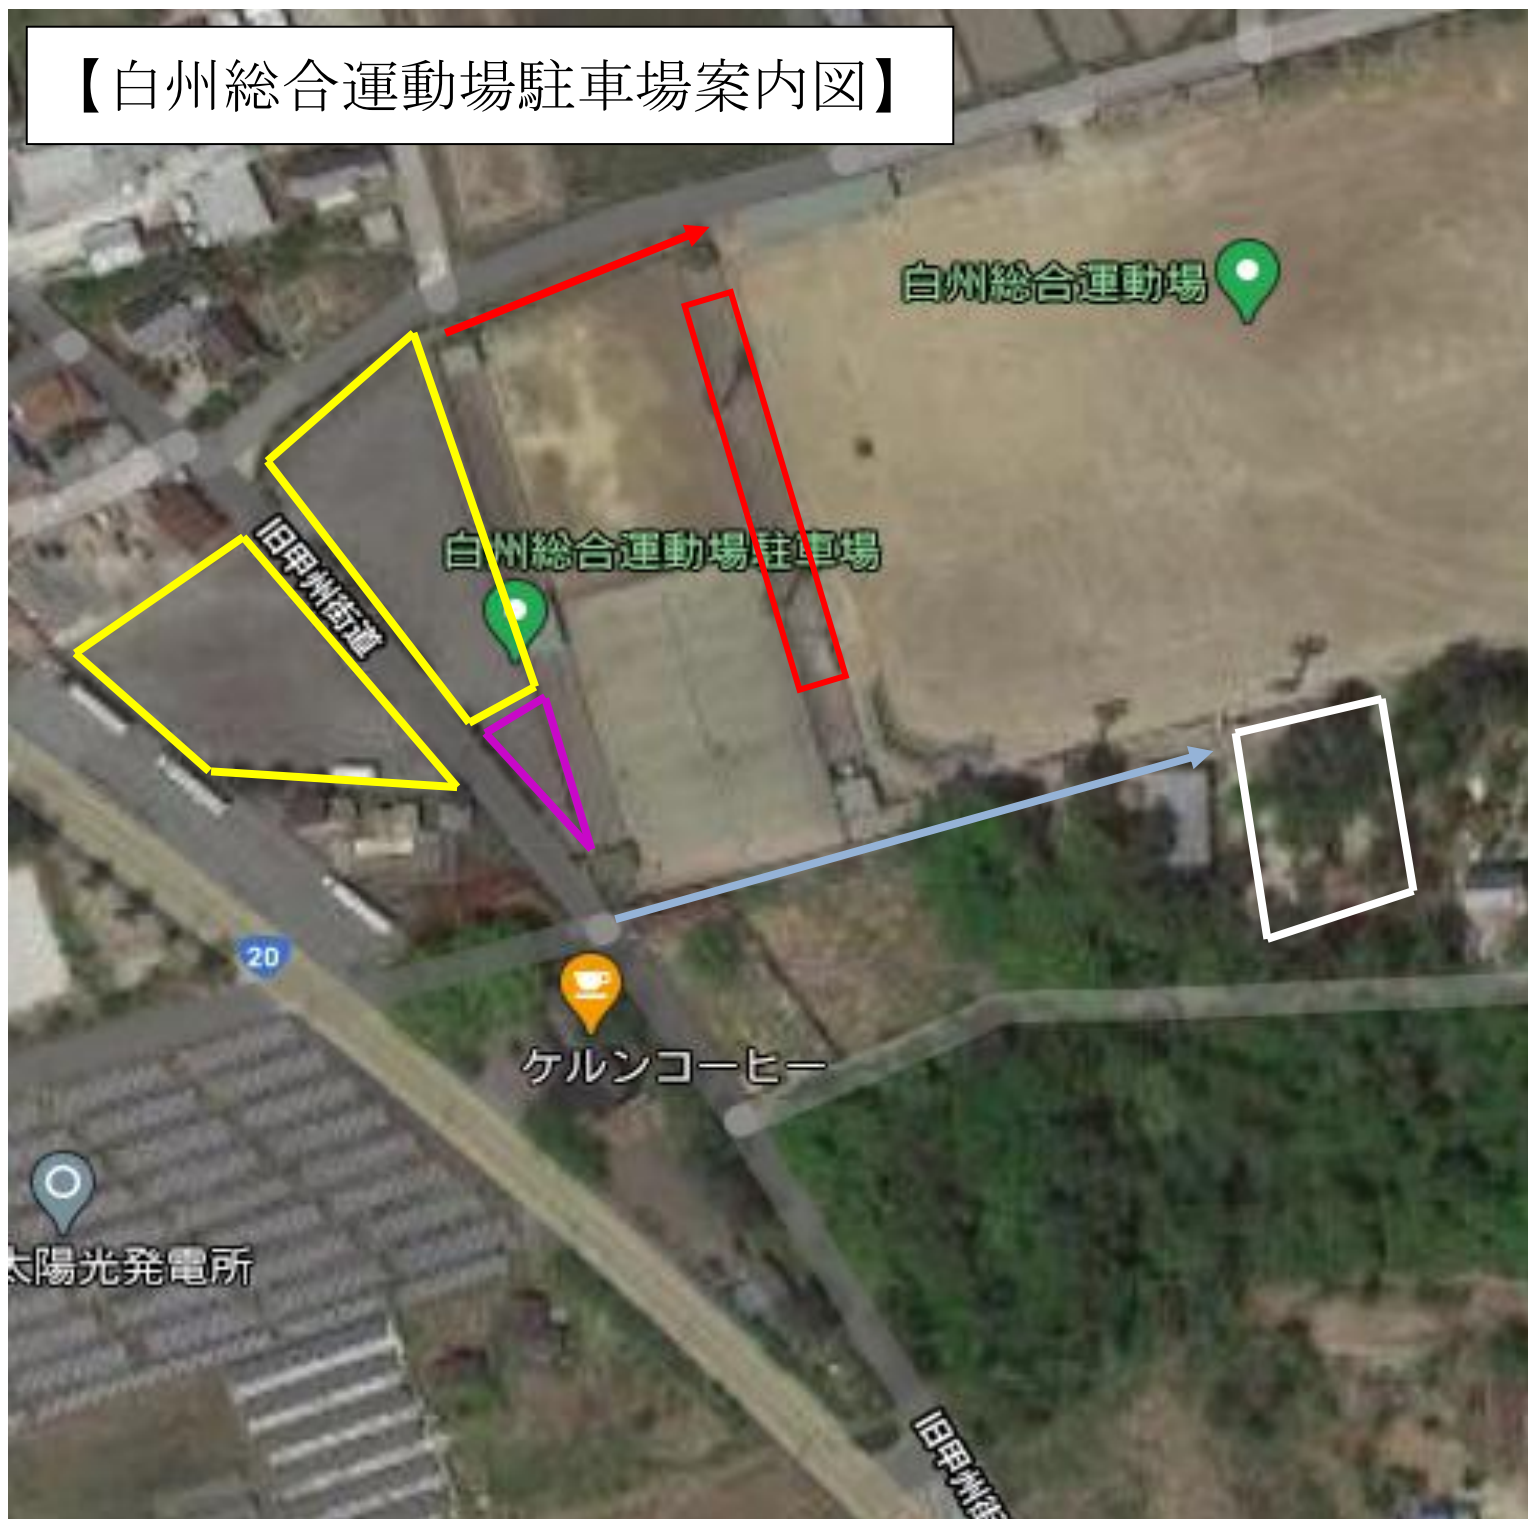 【白州総合運動場駐車場案内図】
白州総合運動場
旧甲州街道
白州総合運動場駐車場
20
ケルンコーヒー
太陽光発電所
旧甲州街